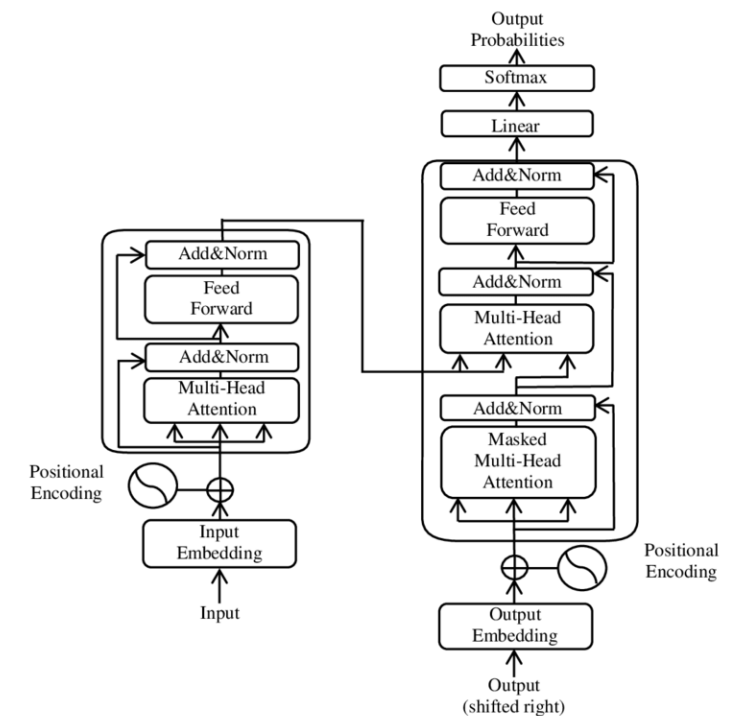 Output
Probabilities
Softmax
Linear
Add&Norm
Feed
Forward
Add&Norm
Multi-Head
Attention
Add&Norm
Masked
Multi-Head
Attention
Positional
Encoding
Output
Embedding
Output
(shifted right)
Add&Norm
Feed
Forward
Add&Norm
Multi-Head
Attention
Positional
Encoding
Input
Embedding
Input